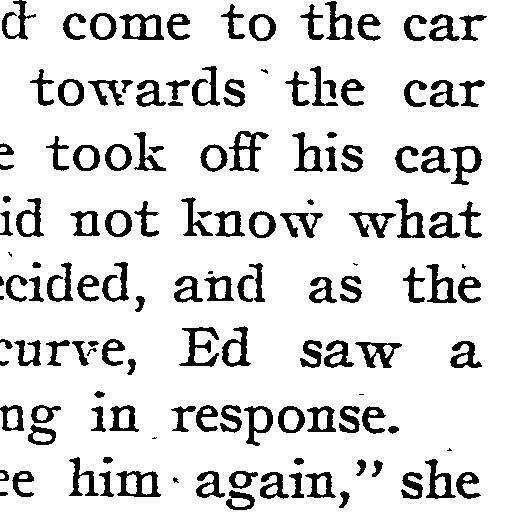 d come to the car
towards the car
e took off his cap
id not know what
ecided, and as the
curve, Ed saw a
ng in response.
ee him again,” she